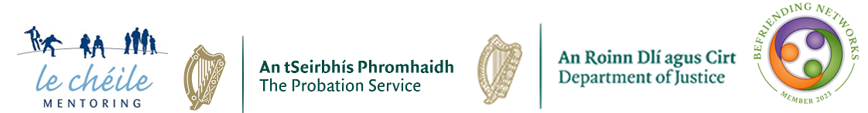 le chéile
MENTORING
An tSeirbhís Phromhaidh
The Probation Service
An Roinn Dlí agus Cirt
Department of Justice
BEFRIENDING NETWORKS
MEMBER 2023